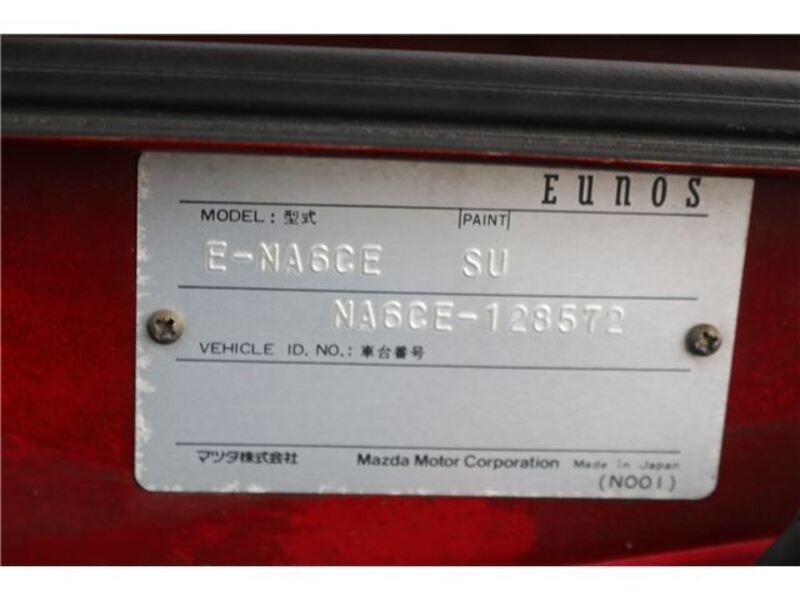 EUNOS
MODEL: 型式 PAINT
E-NA6CE SU
NA6CE-128572
VEHICLE ID. NO.: 車台番号
マツダ株式会社 Mazda Motor Corporation Made in Japan
(N001)